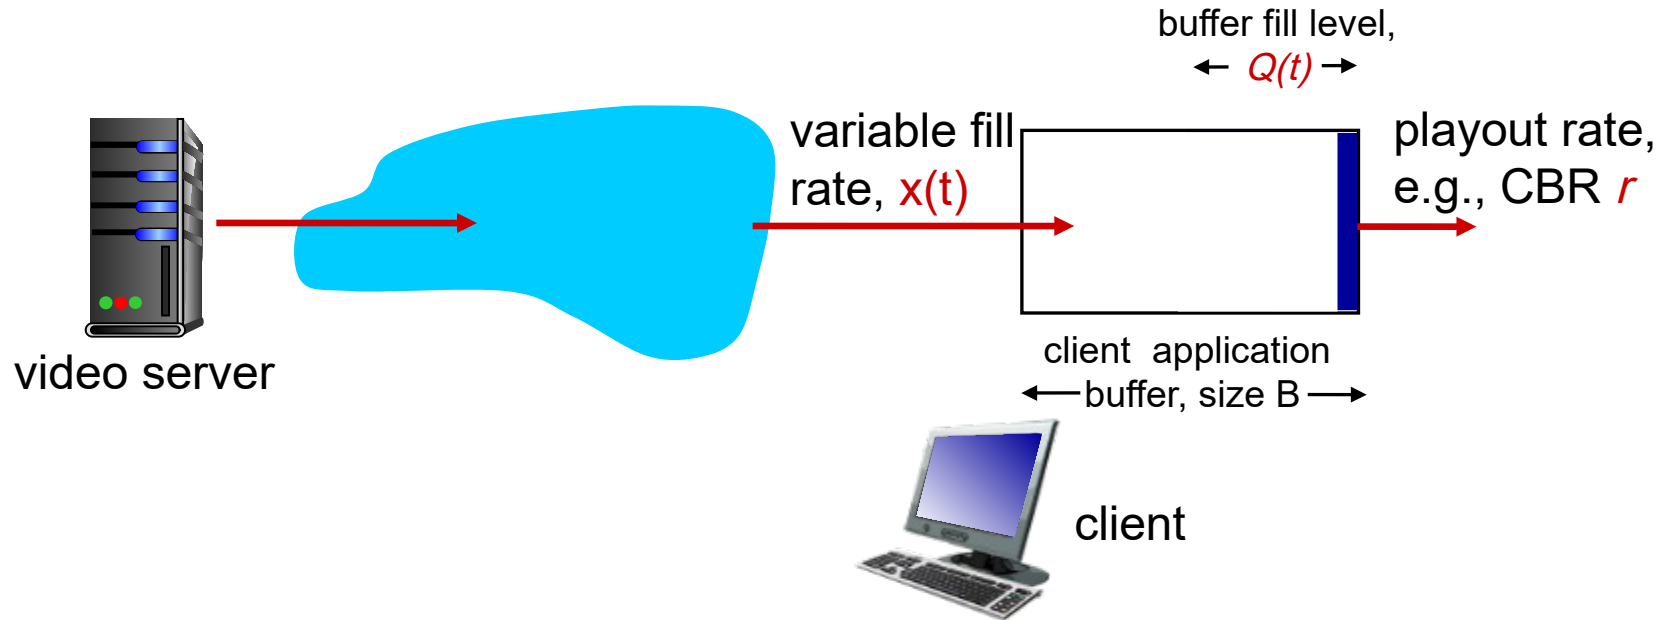 buffer fill level,
Q(t)
variable fill
rate, x(t)
playout rate,
e.g., CBR r
video server
client application
buffer, size B
client